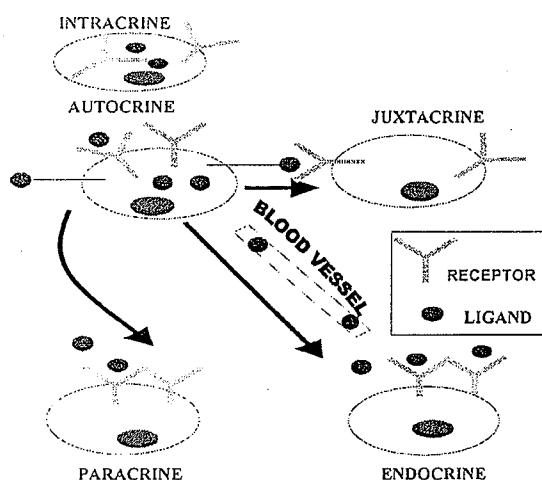 INTRACRINE
AUTOCRINE
JUXTACRINE
BLOOD VESSEL
RECEPTOR
LIGAND
PARACRINE
ENDOCRINE